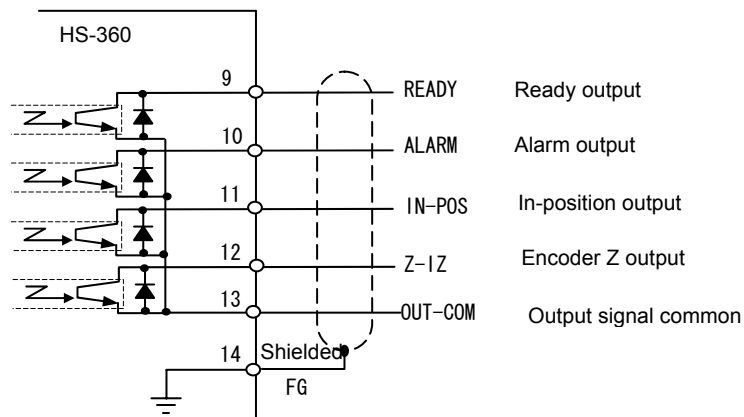 HS-360
9 READY Ready output
10 ALARM Alarm output
11 IN-POS In-position output
12 Z-IZ Encoder Z output
13 OUT-COM Output signal common
14 Shielded
FG